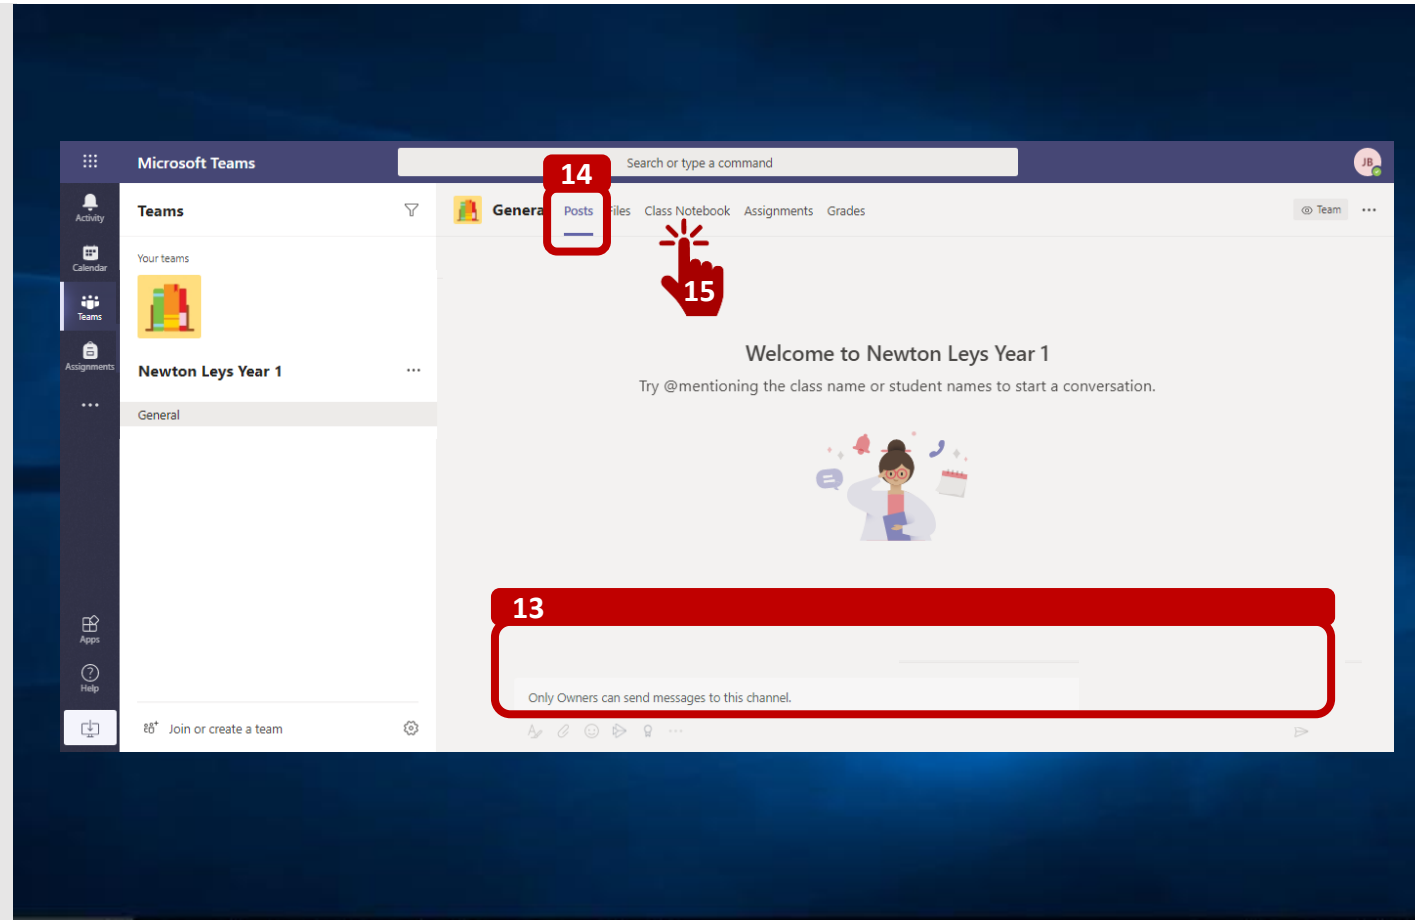 Microsoft Teams
Search or type a command
JB
14
Activity
Teams
General Posts Files Class Notebook Assignments Grades
Team
Calendar
Your teams
15
Teams
Assignments
Newton Leys Year 1
General
Welcome to Newton Leys Year 1
Try @mentioning the class name or student names to start a conversation.
13
Apps
Help
Only Owners can send messages to this channel.
Join or create a team